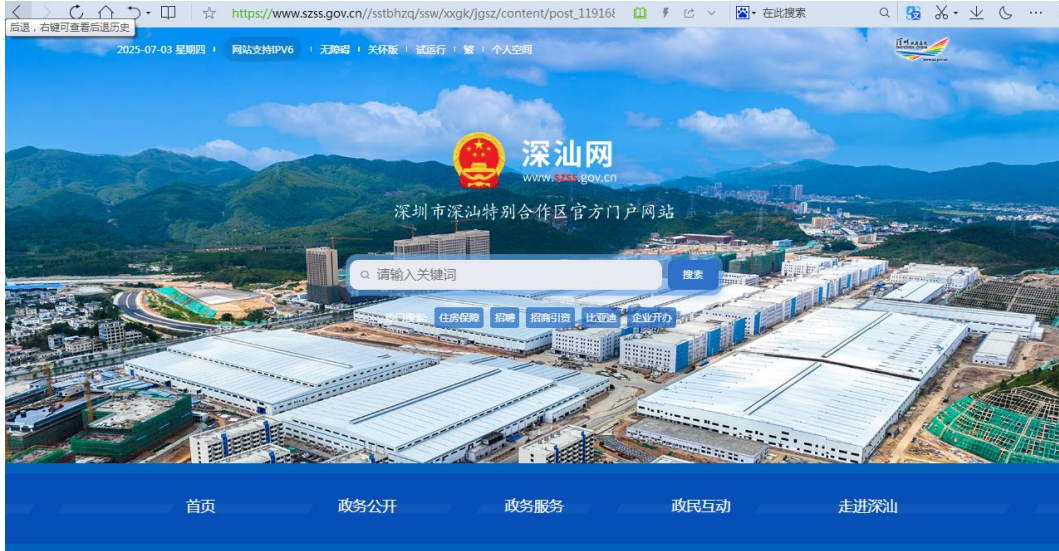 https://www.szss.gov.cn//sstbhzq/ssw/xxgk/jgsz/content/post_119168
在此搜索
后退，右键可查看后退历史
2025-07-03 星期四
网站支持IPV6
无障碍
关怀版
试运行
繁
个人空间
深汕网
www.szss.gov.cn
深圳市深汕特别合作区官方门户网站
请输入关键词
搜索
热门搜索:
住房保障
招聘
招商引资
比亚迪
企业开办
首页
政务公开
政务服务
政民互动
走进深汕